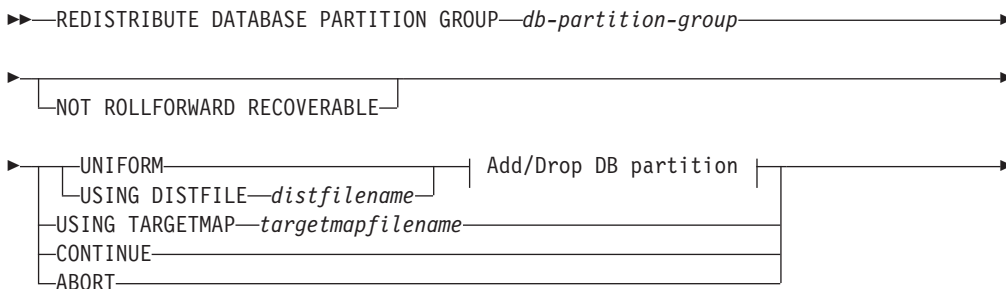 REDISTRIBUTE DATABASE PARTITION GROUP db-partition-group
NOT ROLLFORWARD RECOVERABLE
UNIFORM Add/Drop DB partition
USING DISTFILE distfilename
USING TARGETMAP targetmapfilename
CONTINUE
ABORT